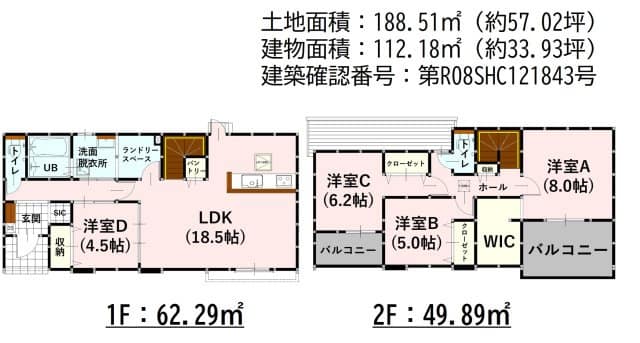 土地面積：188.51㎡（約57.02坪）
建物面積：112.18㎡（約33.93坪）
建築確認番号：第R08SHC121843号
トイレ
UB
洗面
脱衣所
ランドリー
スペース
パントリー
玄関
SIC
収納
洋室D
(4.5帖)
LDK
(18.5帖)
1F：62.29㎡
洋室C
(6.2帖)
クローゼット
トイレ
収納
ホール
洋室A
(8.0帖)
洋室B
(5.0帖)
クローゼット
WIC
バルコニー
バルコニー
2F：49.89㎡